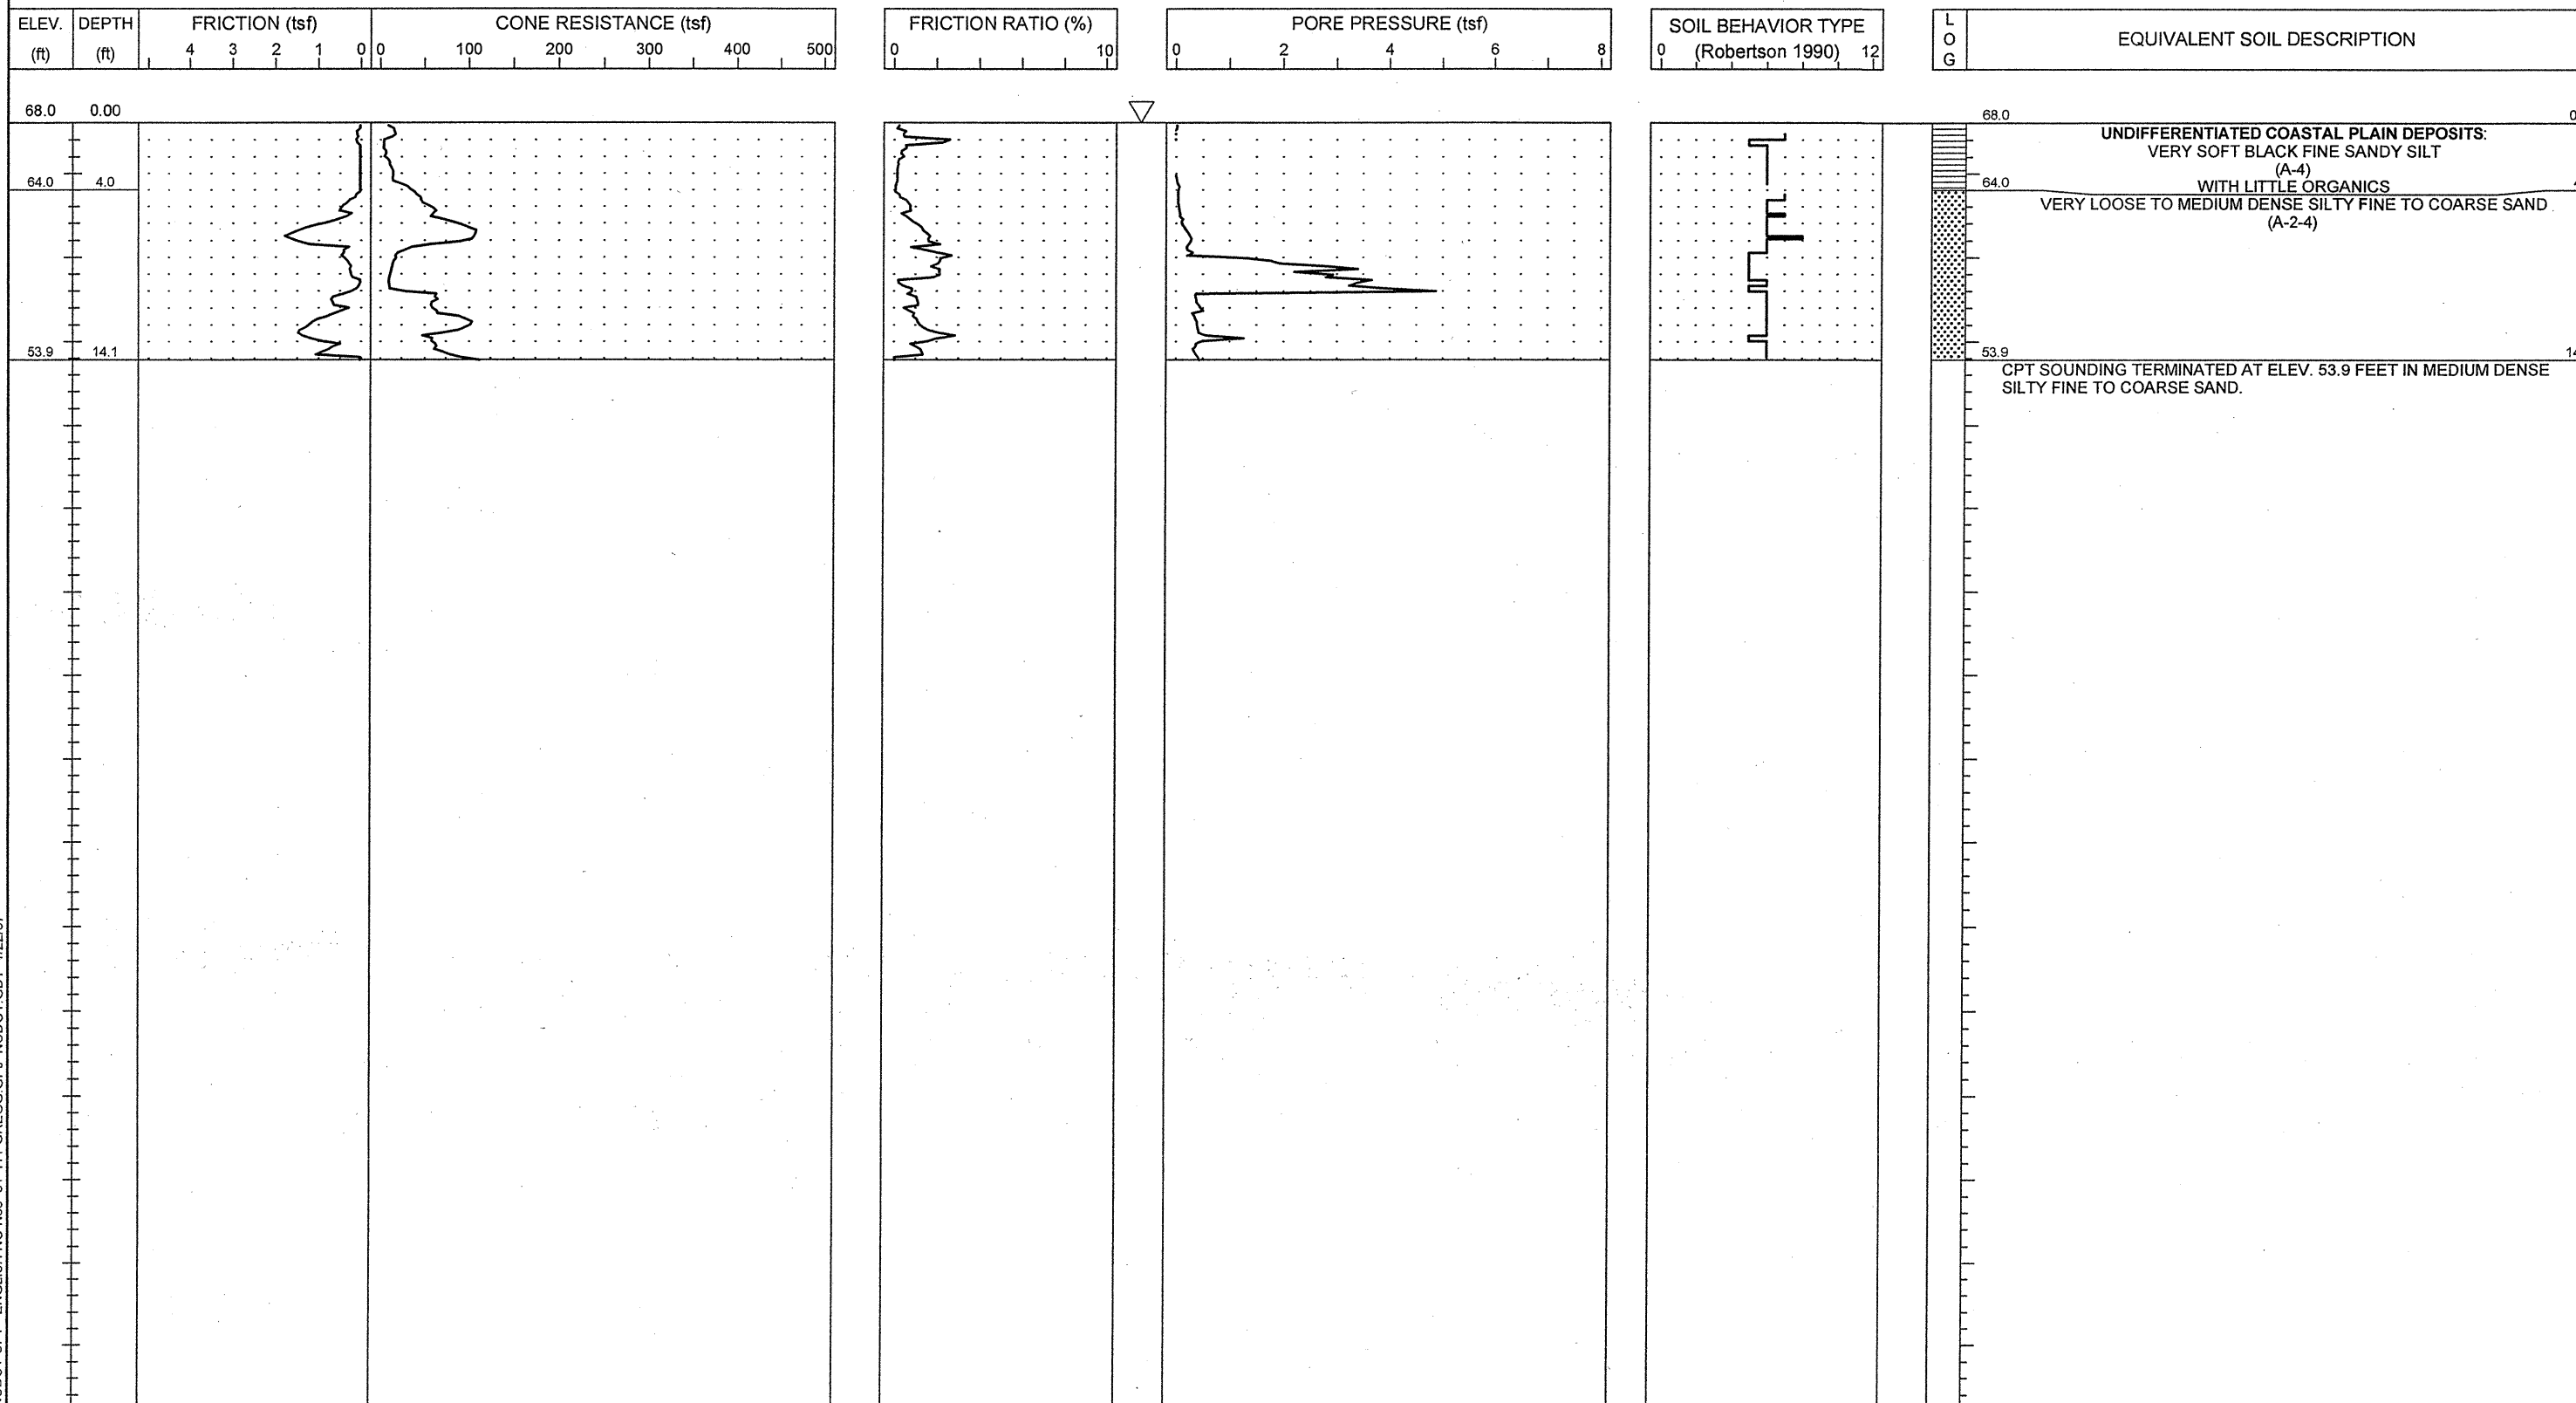 ELEV. DEPTH FRICTION (tsf) CONE RESISTANCE (tsf) FRICTION RATIO (%) PORE PRESSURE (tsf) SOIL BEHAVIOR TYPE L O G EQUIVALENT SOIL DESCRIPTION
(ft) (ft) 4 3 2 1 0 0 100 200 300 400 500 0 10 0 2 4 6 8 0 (Robertson 1990) 12
68.0 0.00 68.0 0
UNDIFFERENTIATED COASTAL PLAIN DEPOSITS:
VERY SOFT BLACK FINE SANDY SILT
(A-4)
64.0 4.0 64.0 WITH LITTLE ORGANICS
VERY LOOSE TO MEDIUM DENSE SILTY FINE TO COARSE SAND
(A-2-4)
53.9 14.1 53.9
CPT SOUNDING TERMINATED AT ELEV. 53.9 FEET IN MEDIUM DENSE
SILTY FINE TO COARSE SAND.